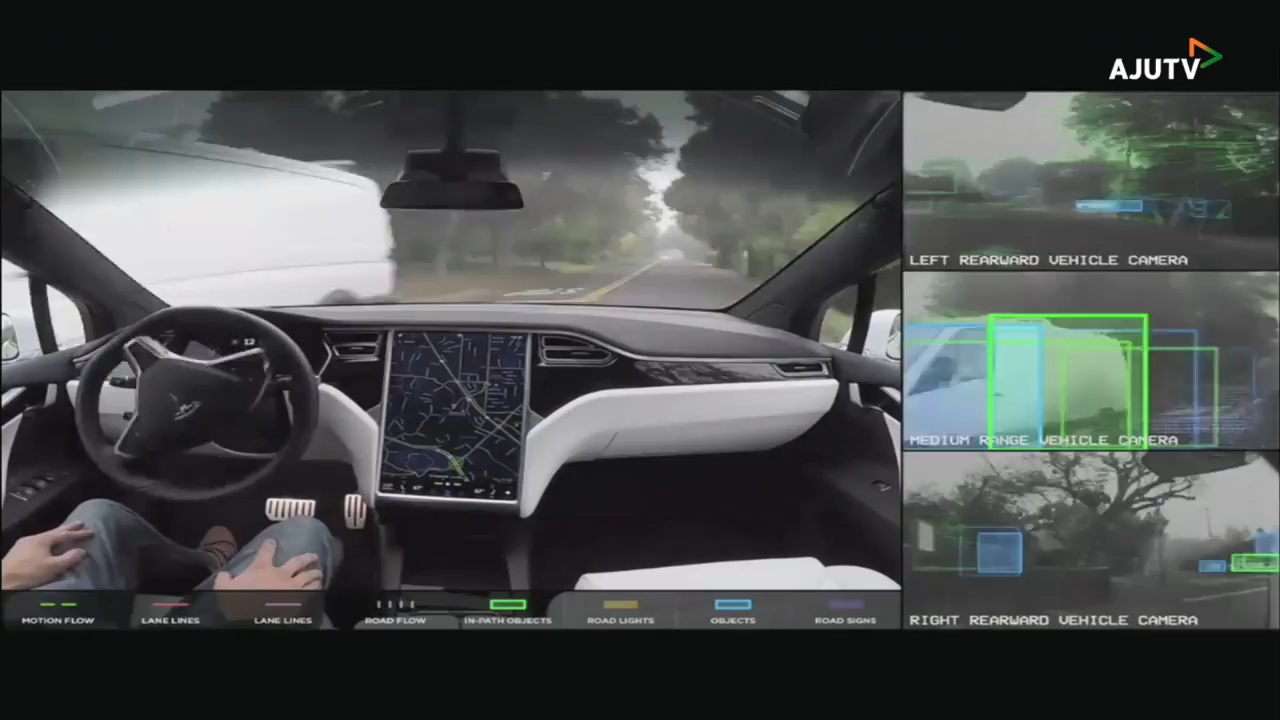 AJUTV
LEFT REARWARD VEHICLE CAMERA
MEDIUM RANGE VEHICLE CAMERA
RIGHT REARWARD VEHICLE CAMERA
MOTION FLOW
LANE LINES
LANE LINES
ROAD FLOW
IN-PATH OBJECTS
ROAD LIGHTS
OBJECTS
ROAD SIGNS
12